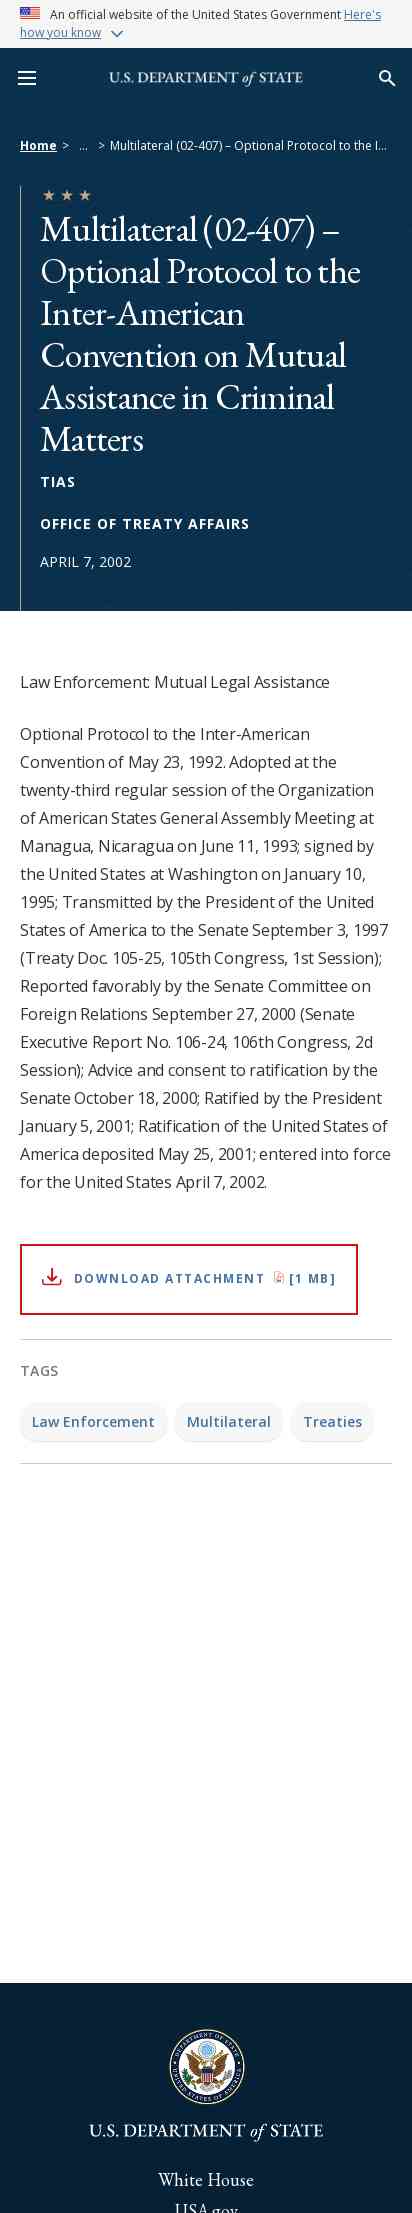 An official website of the United States Government Here's
how you know
U.S. DEPARTMENT of STATE
Home > ... > Multilateral (02-407) – Optional Protocol to the I...
Multilateral (02-407) –
Optional Protocol to the
Inter-American
Convention on Mutual
Assistance in Criminal
Matters
TIAS
OFFICE OF TREATY AFFAIRS
APRIL 7, 2002
Law Enforcement: Mutual Legal Assistance
Optional Protocol to the Inter-American
Convention of May 23, 1992. Adopted at the
twenty-third regular session of the Organization
of American States General Assembly Meeting at
Managua, Nicaragua on June 11, 1993; signed by
the United States at Washington on January 10,
1995; Transmitted by the President of the United
States of America to the Senate September 3, 1997
(Treaty Doc. 105-25, 105th Congress, 1st Session);
Reported favorably by the Senate Committee on
Foreign Relations September 27, 2000 (Senate
Executive Report No. 106-24, 106th Congress, 2d
Session); Advice and consent to ratification by the
Senate October 18, 2000; Ratified by the President
January 5, 2001; Ratification of the United States of
America deposited May 25, 2001; entered into force
for the United States April 7, 2002.
DOWNLOAD ATTACHMENT [1 MB]
TAGS
Law Enforcement Multilateral Treaties
DEPARTMENT OF STATE
UNITED STATES OF AMERICA
U.S. DEPARTMENT of STATE
White House
USA.gov